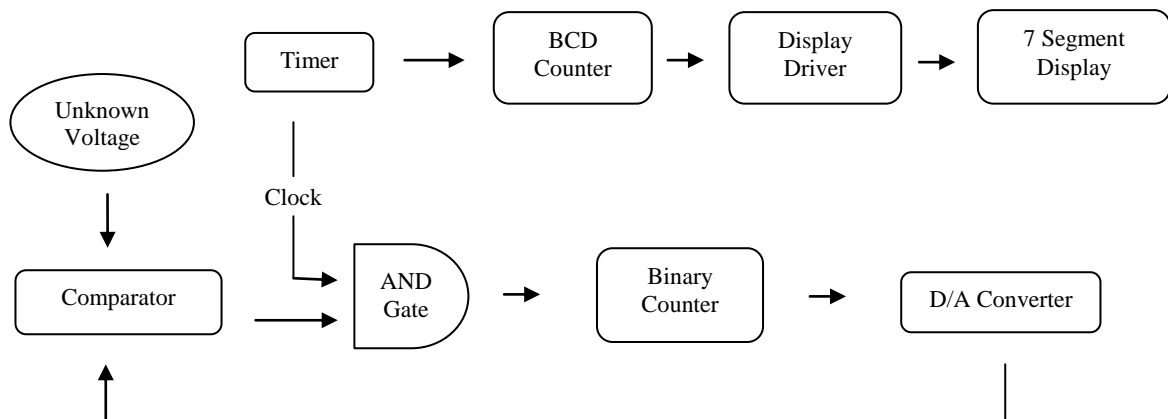 Timer
BCD
Counter
Display
Driver
7 Segment
Display
Unknown
Voltage
Clock
Comparator
AND
Gate
Binary
Counter
D/A Converter